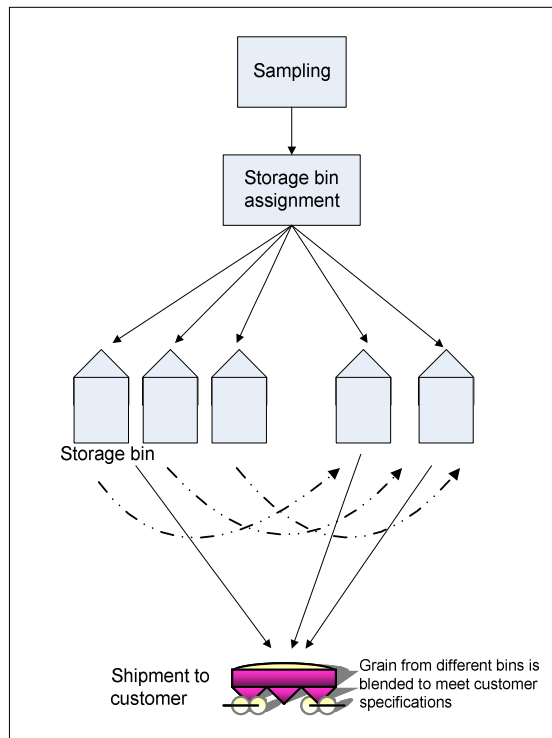 Sampling
Storage bin
assignment
Storage bin
Shipment to
customer
Grain from different bins is
blended to meet customer
specifications